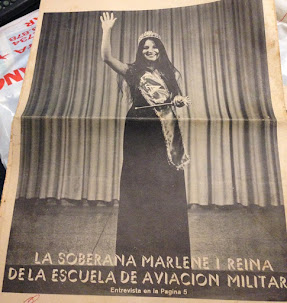 LA SOBERANA MARLENE I REINA
DE LA ESCUELA DE AVIACION MILITAR
Entrevista en la Pagina 5